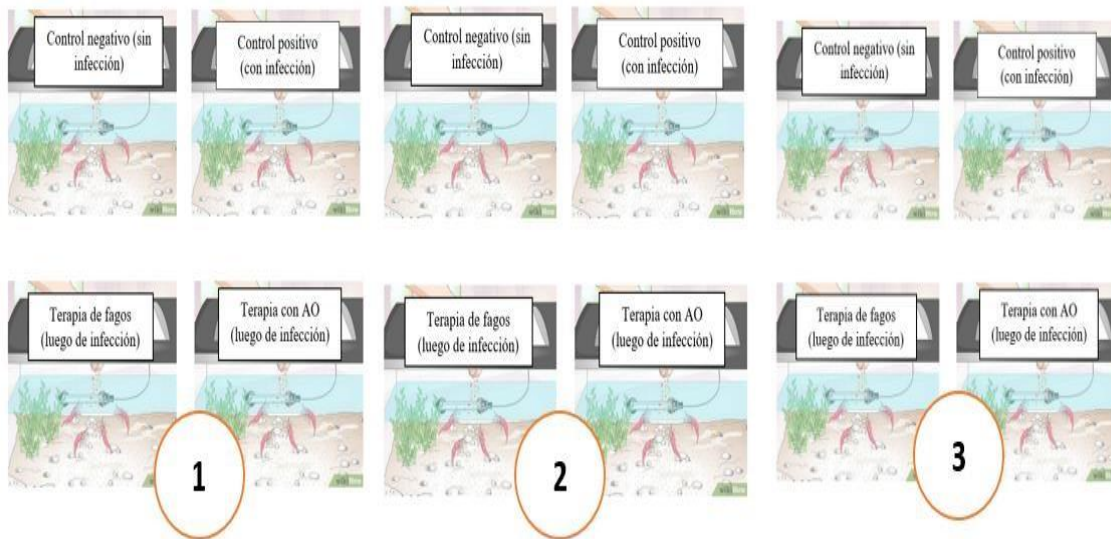 Control negativo (sin
infección)
Control positivo
(con infección)
Control negativo (sin
infección)
Control positivo
(con infección)
Control negativo (sin
infección)
Control positivo
(con infección)
Terapia de fagos
(luego de infección)
Terapia con AO
(luego de infección)
Terapia de fagos
(luego de infección)
Terapia con AO
(luego de infección)
Terapia de fagos
(luego de infección)
Terapia con AO
(luego de infección)
1
2
3